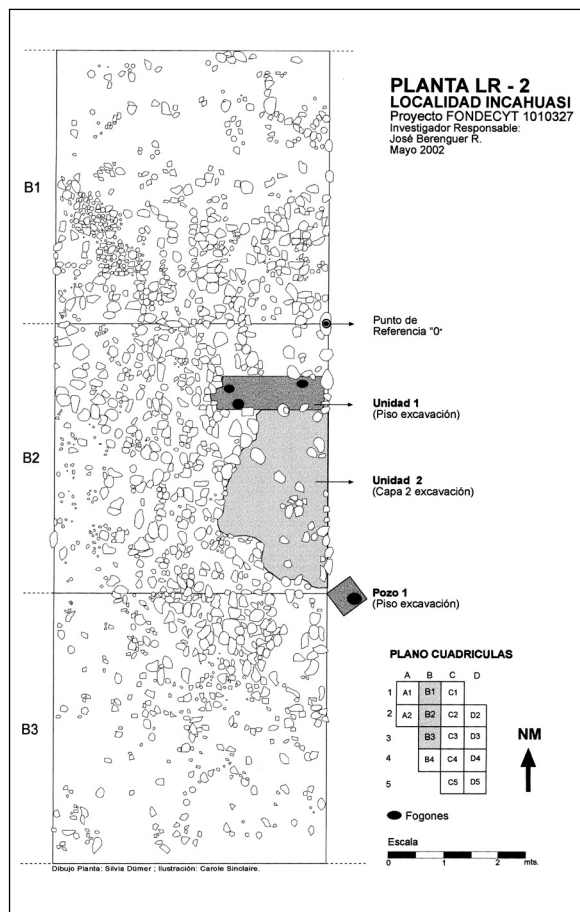 PLANTA LR - 2
LOCALIDAD INCAHUASI
Proyecto FONDECYT 1010327
Investigador Responsable:
José Berenguer R.
Mayo 2002
B1
Punto de
Referencia "0"
Unidad 1
(Piso excavación)
B2
Unidad 2
(Capa 2 excavación)
Pozo 1
(Piso excavación)
B3
PLANO CUADRICULAS
A B C D
1 A1 B1 C1
2 A2 B2 C2 D2
3 B3 C3 D3
4 B4 C4 D4
5 C5 D5
NM
Fogones
Escala
0 1 2 mts.
Dibujo Planta: Silvia Dümer ; Ilustración: Carole Sinclaire.